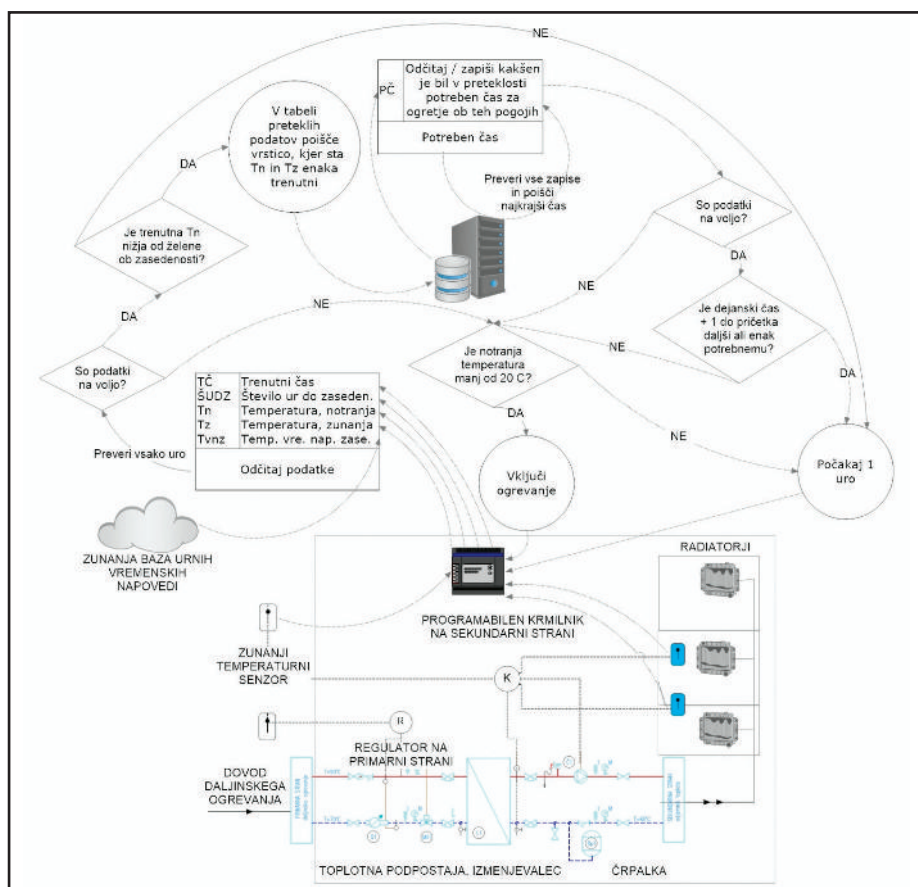 NE
Odčitaj / zapiši kakšen
PČ je bil v preteklosti
potreben čas za
ogretje ob teh pogojih
Potreben čas
V tabeli
preteklih
podatov poišče
vrstico, kjer sta
Tn in Tz enaka
trenutni
DA
DA
Preveri vse zapise
in poišči
najkrajši čas
So podatki
na voljo?
Je trenutna Tn
nižja od želene
ob zasedenosti?
DA
NE
DA
NE
Je dejanski čas
+ 1 do pričetka
daljši ali enak
potrebnemu?
NE
Je notranja
temperatura
manj od 20 C?
So podatki
na voljo?
DA
TČ Trenutni čas
ŠUDZ Število ur do zaseden.
Tn Temperatura, notranja
Tz Temperatura, zunanja
Tvnz Temp. vre. nap. zase.
Odčitaj podatke
DA
NE
Preveri vsako uro
Vključi
ogrevanje
Počakaj 1
uro
ZUNANJA BAZA URNIH
VREMENSKIH
NAPOVEDI
RADIATORJI
PROGRAMABILEN KRMILNIK
NA SEKUNDARNI STRANI
ZUNANJI
TEMPERATURNI
SENZOR
K
R
REGULATOR NA
PRIMARNI STRANI
DOVOD
DALJINSKEGA
OGREVANJA
TOPLOTNA PODPOSTAJA. IZMENJEVALEC
ČRPALKA